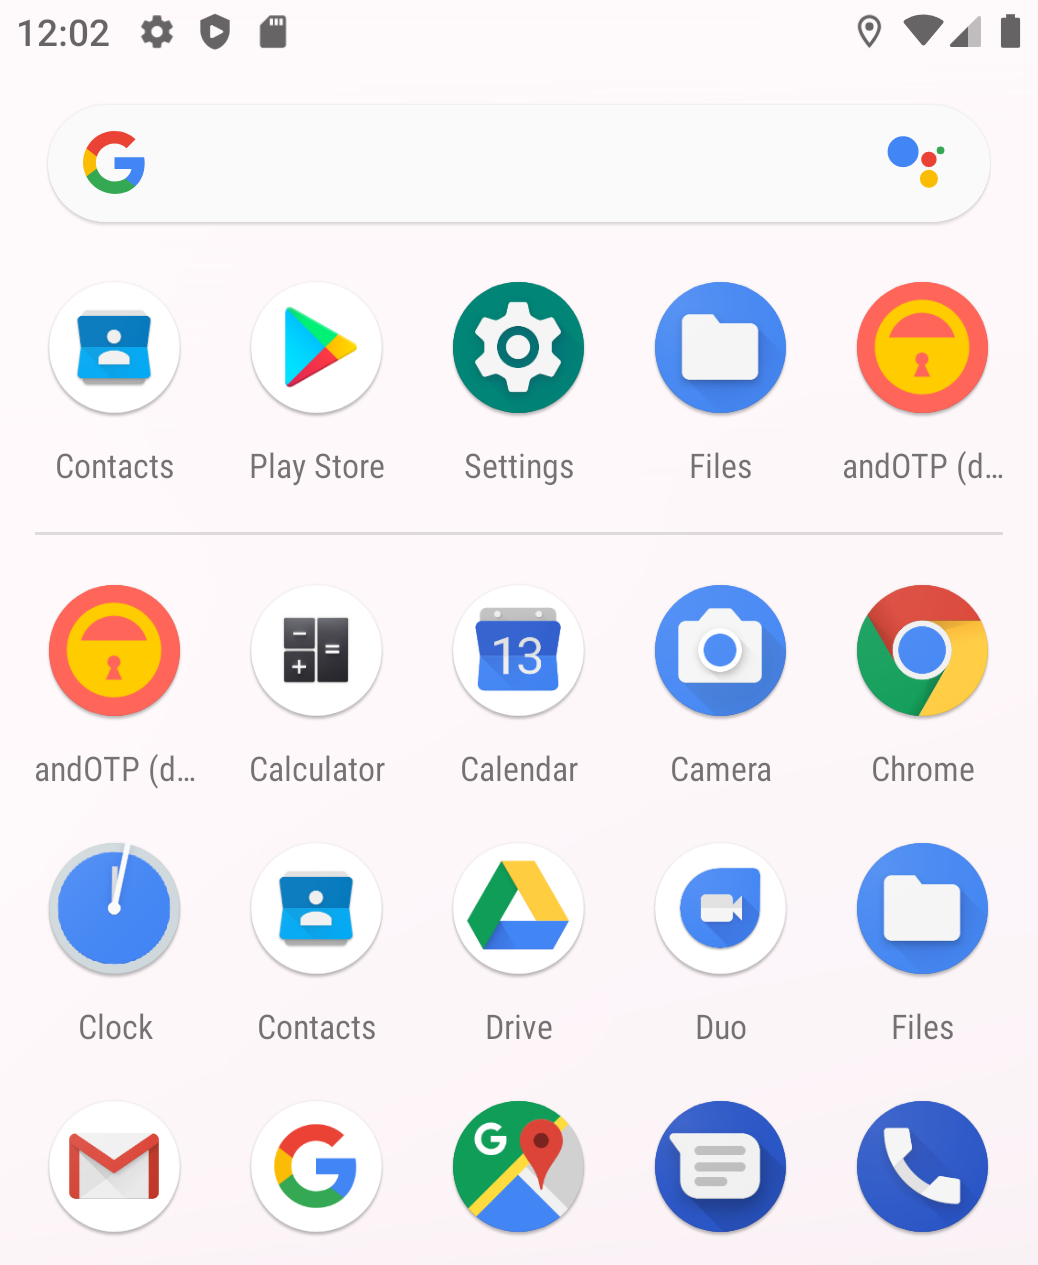 12:02
Contacts Play Store Settings Files andOTP (d...
andOTP (d... Calculator 13 Calendar Camera Chrome
Clock Contacts Drive Duo Files